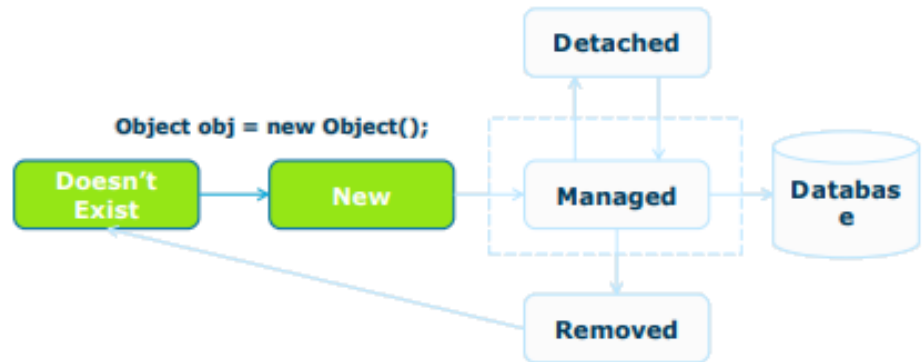 Detached
Object obj = new Object();
Doesn't
Exist
New
Managed
Databas
e
Removed